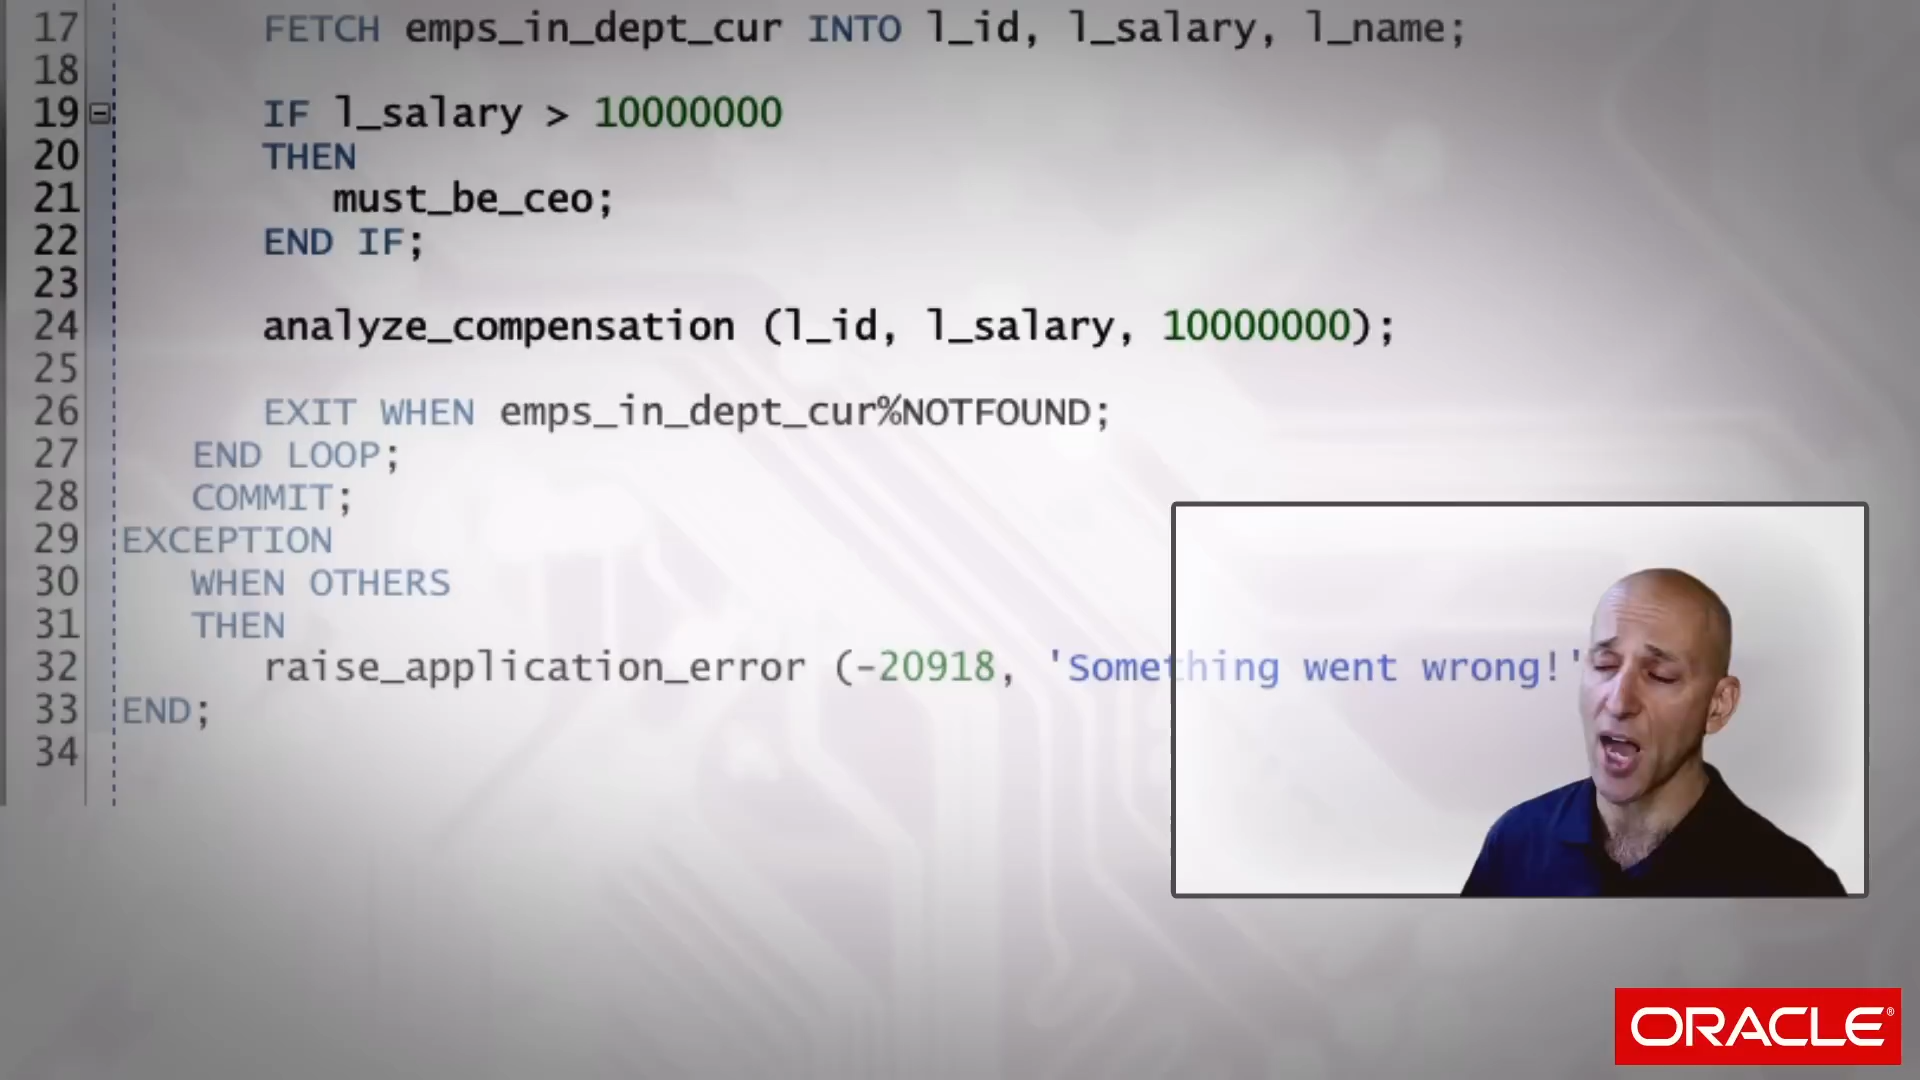 17 FETCH emps_in_dept_cur INTO l_id, l_salary, l_name;
18
19 IF l_salary > 10000000
20 THEN
21 must_be_ceo;
22 END IF;
23
24 analyze_compensation (l_id, l_salary, 10000000);
25
26 EXIT WHEN emps_in_dept_cur%NOTFOUND;
27 END LOOP;
28 COMMIT;
29 EXCEPTION
30 WHEN OTHERS
31 THEN
32 raise_application_error (-20918, 'Something went wrong!'
33 END;
34
ORACLE®